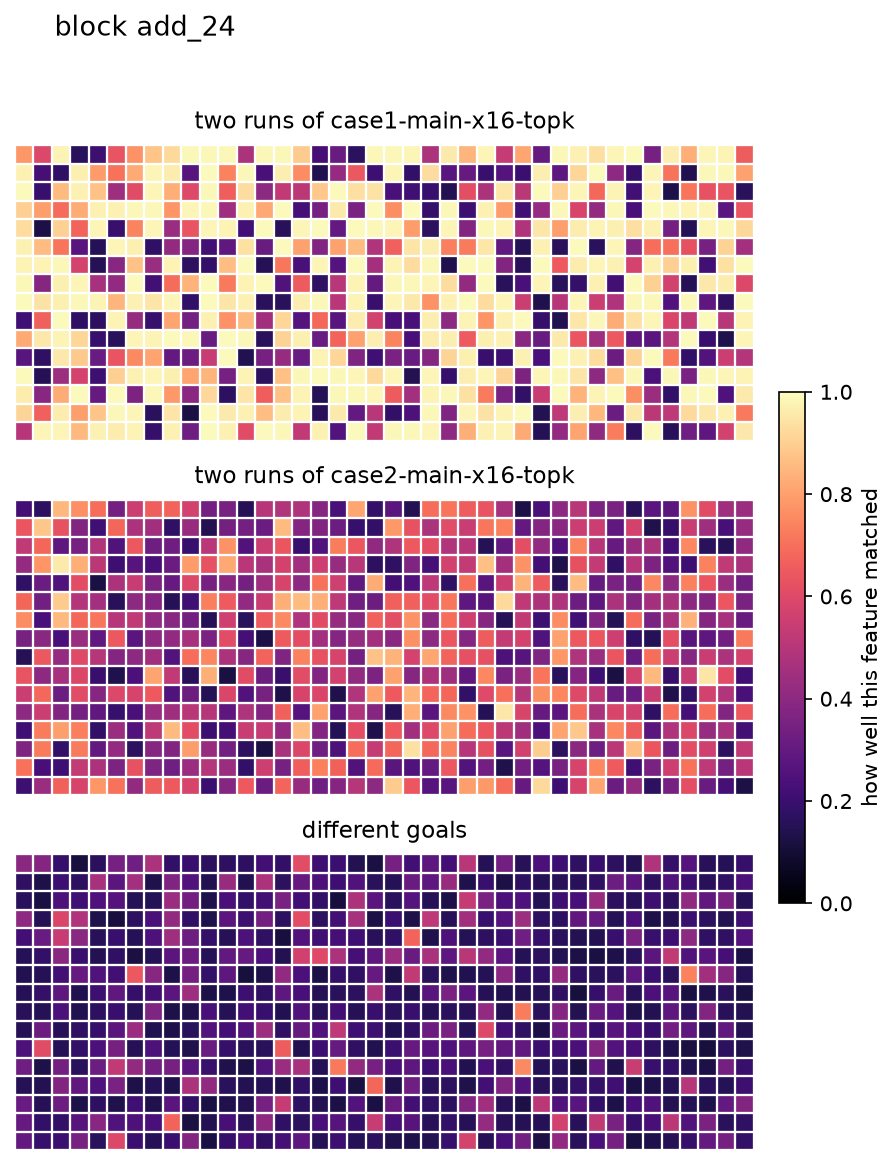 block add_24
two runs of case1-main-x16-topk
two runs of case2-main-x16-topk
different goals
1.0
0.8
0.6
0.4
0.2
0.0
how well this feature matched